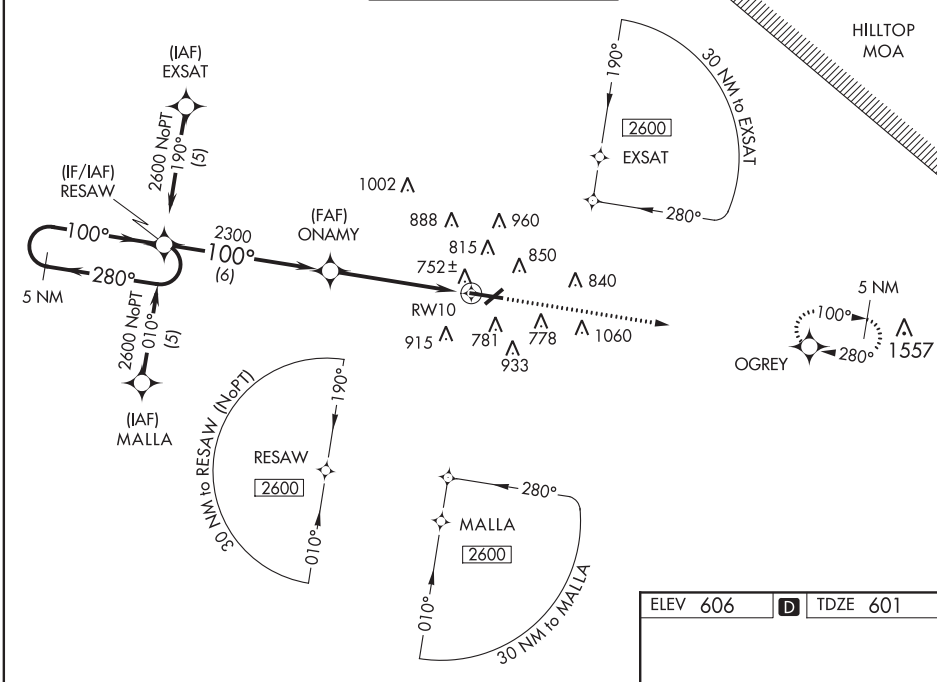 HILLTOP
MOA
(IAF)
EXSAT
2600 NoPT
190°
(5)
(IF/IAF)
RESAW
100°
280°
5 NM
2300
100°
(6)
(FAF)
ONAMY
2600 NoPT
010°
(5)
(IAF)
MALLA
190°
2600
EXSAT
30 NM to EXSAT
280°
1002
888
960
815
850
752±
840
RW10
915
781
778
1060
933
5 NM
100°
280°
OGREY
1557
30 NM to RESAW (NoPT)
190°
RESAW
2600
010°
280°
MALLA
2600
010°
30 NM to MALLA
ELEV 606 D TDZE 601